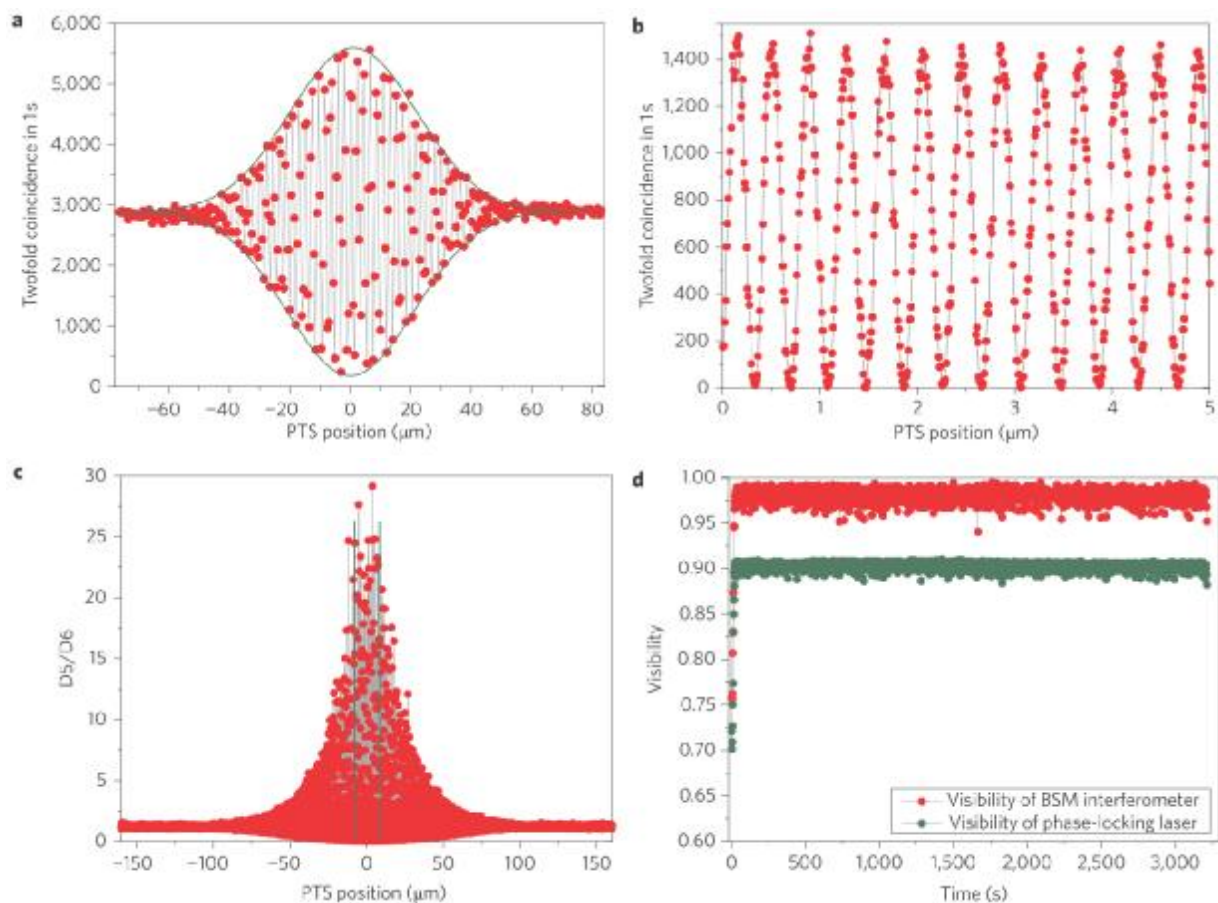 a
6,000
5,000
4,000
3,000
2,000
1,000
0
Twofold coincidence in 1s
−60 −40 −20 0 20 40 60 80
PTS position (μm)
b
1,400
1,200
1,000
800
600
400
200
0
Twofold coincidence in 1s
0 1 2 3 4 5
PTS position (μm)
c
30
25
20
15
10
5
0
D5/D6
−150 −100 −50 0 50 100 150
PTS position (μm)
d
1.00
0.95
0.90
0.85
0.80
0.75
0.70
0.65
0.60
Visibility
Visibility of BSM interferometer
Visibility of phase-locking laser
0 500 1,000 1,500 2,000 2,500 3,000
Time (s)